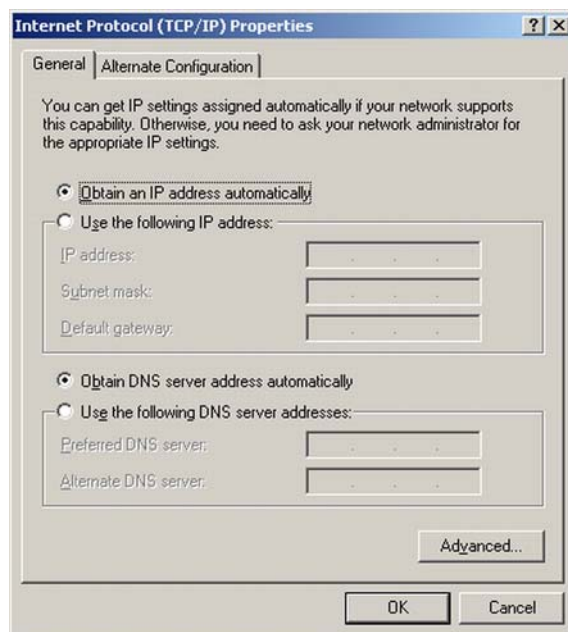 Internet Protocol (TCP/IP) Properties
General
Alternate Configuration
You can get IP settings assigned automatically if your network supports
this capability. Otherwise, you need to ask your network administrator for
the appropriate IP settings.
Obtain an IP address automatically
Use the following IP address:
IP address:
Subnet mask:
Default gateway:
Obtain DNS server address automatically
Use the following DNS server addresses:
Preferred DNS server:
Alternate DNS server:
Advanced...
OK
Cancel